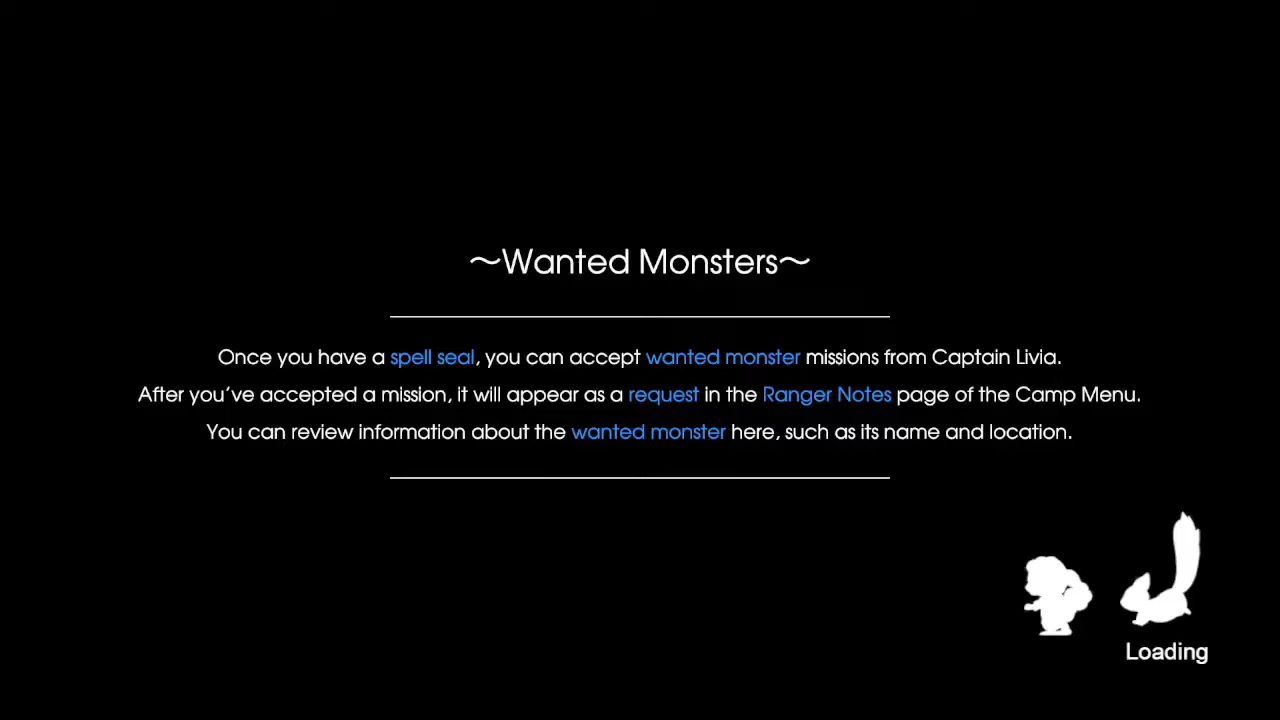 ～Wanted Monsters～
Once you have a spell seal, you can accept wanted monster missions from Captain Livia.
After you've accepted a mission, it will appear as a request in the Ranger Notes page of the Camp Menu.
You can review information about the wanted monster here, such as its name and location.
Loading